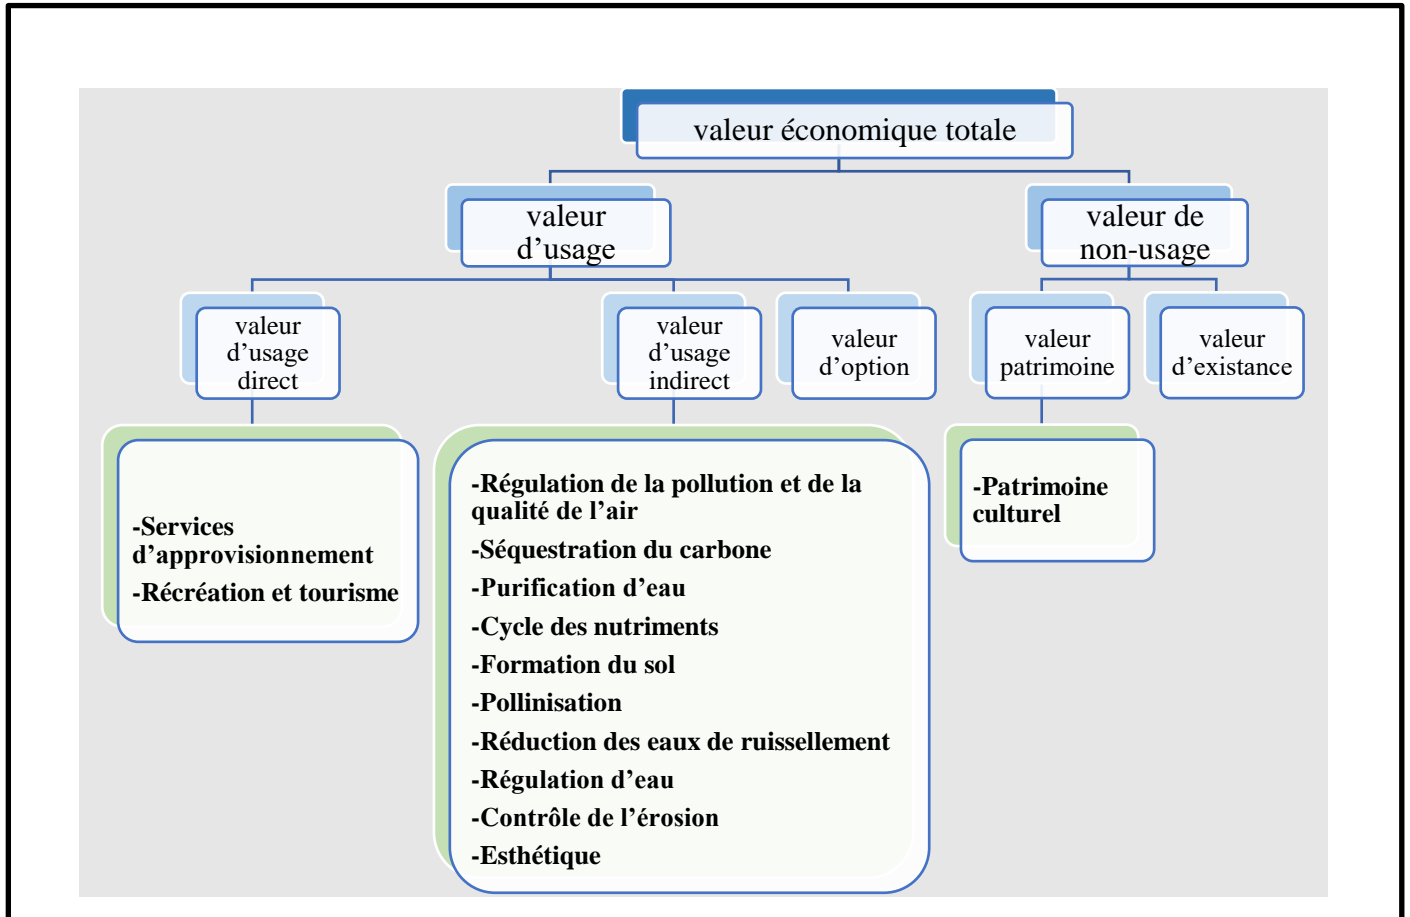 valeur économique totale
valeur
d’usage
valeur de
non-usage
valeur
d’usage
direct
valeur
d’usage
indirect
valeur
d’option
valeur
patrimoine
valeur
d’existance
-Services
d’approvisionnement
-Récréation et tourisme
-Régulation de la pollution et de la
qualité de l’air
-Séquestration du carbone
-Purification d’eau
-Cycle des nutriments
-Formation du sol
-Pollinisation
-Réduction des eaux de ruissellement
-Régulation d’eau
-Contrôle de l’érosion
-Esthétique
-Patrimoine
culturel